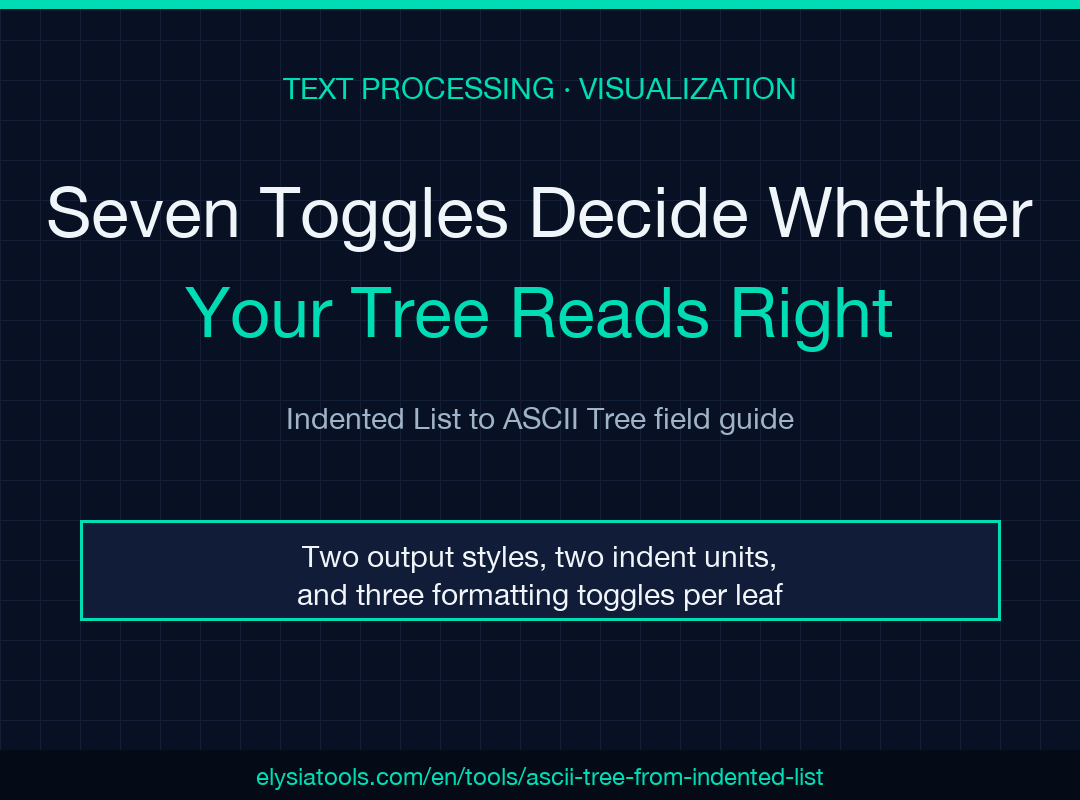 TEXT PROCESSING · VISUALIZATION
Seven Toggles Decide Whether
Your Tree Reads Right
Indented List to ASCII Tree field guide
Two output styles, two indent units,
and three formatting toggles per leaf
elysiatools.com/en/tools/ascii-tree-from-indented-list